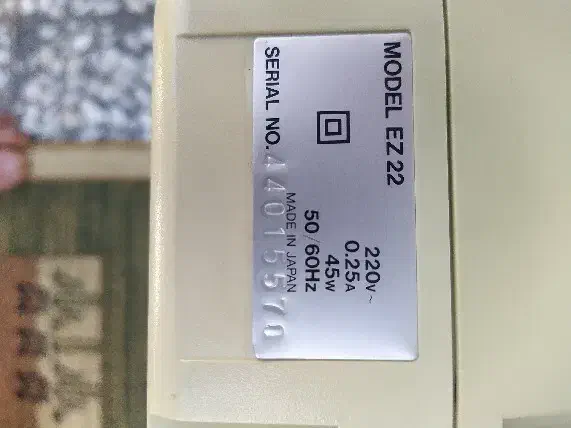 MODEL EZ 22
220V~
0.25A
45W
50/60Hz
MADE IN JAPAN
SERIAL NO. 44015570